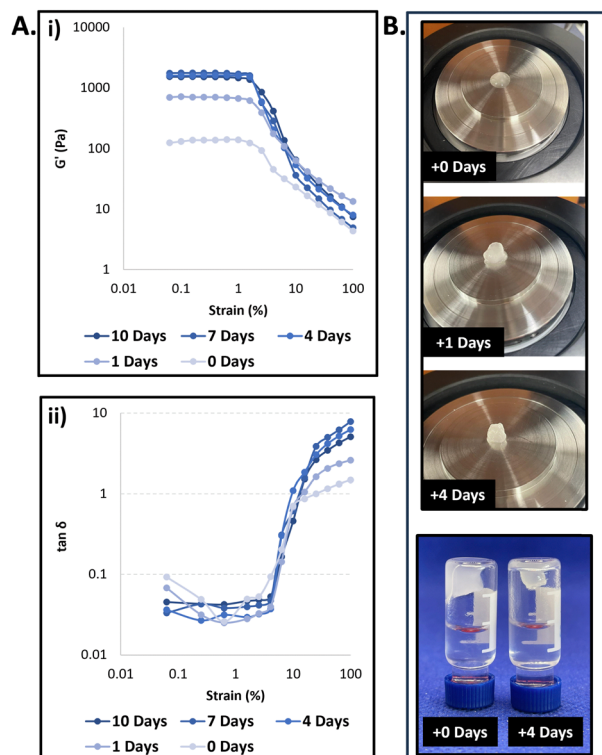 A.
i)
10000
1000
100
10
1
G' (Pa)
0.01 0.1 1 10 100
Strain (%)
10 Days 7 Days 4 Days
1 Days 0 Days
ii)
10
1
0.1
0.01
tan δ
0.01 0.1 1 10 100
Strain (%)
10 Days 7 Days 4 Days
1 Days 0 Days
B.
+0 Days
+1 Days
+4 Days
+0 Days +4 Days